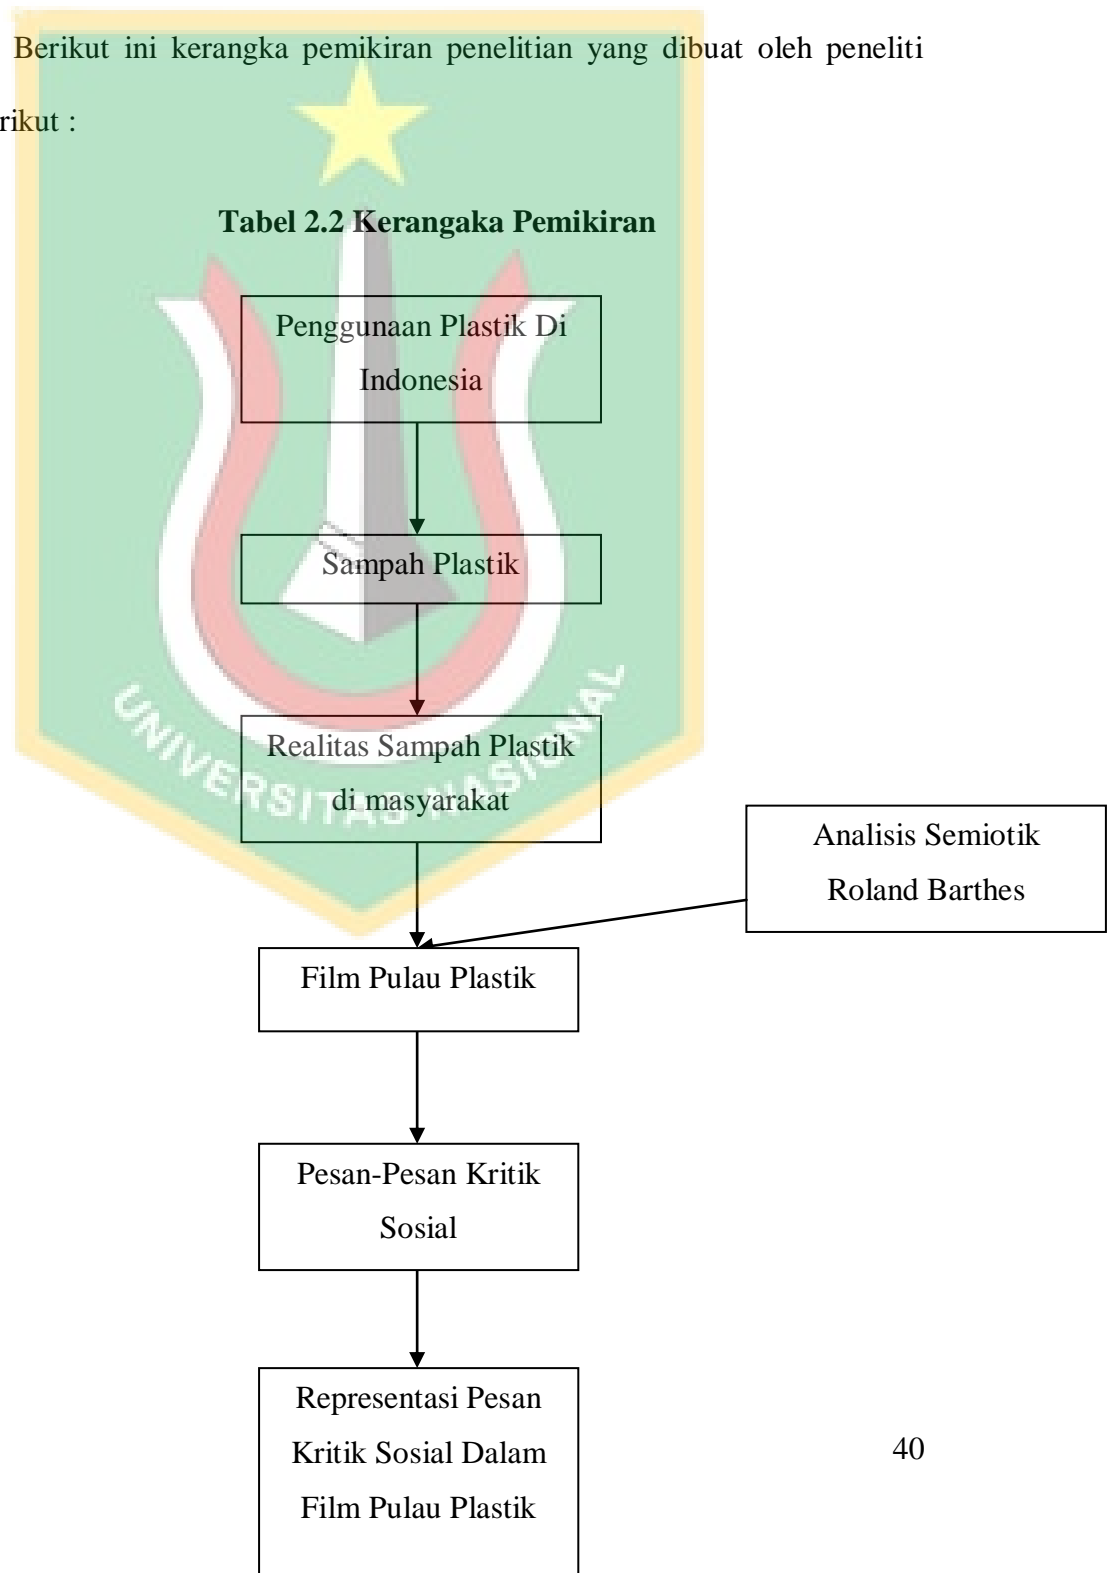 Berikut ini kerangka pemikiran penelitian yang dibuat oleh peneliti
rikut :
Tabel 2.2 Kerangaka Pemikiran
Penggunaan Plastik Di
Indonesia
Sampah Plastik
Realitas Sampah Plastik
di masyarakat
UNIVERSITAS NASIONAL
Analisis Semiotik
Roland Barthes
Film Pulau Plastik
Pesan-Pesan Kritik
Sosial
Representasi Pesan
Kritik Sosial Dalam
Film Pulau Plastik
40